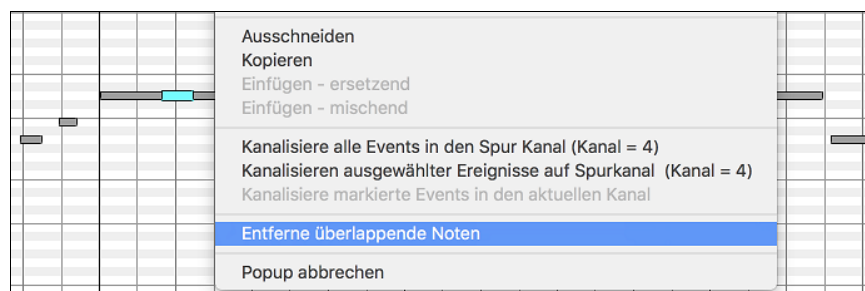 Ausschneiden
Kopieren
Einfügen - ersetzend
Einfügen - mischend
Kanalisiere alle Events in den Spur Kanal (Kanal = 4)
Kanalisieren ausgewählter Ereignisse auf Spurkanal  (Kanal = 4)
Kanalisiere markierte Events in den aktuellen Kanal
Entferne überlappende Noten
Popup abbrechen